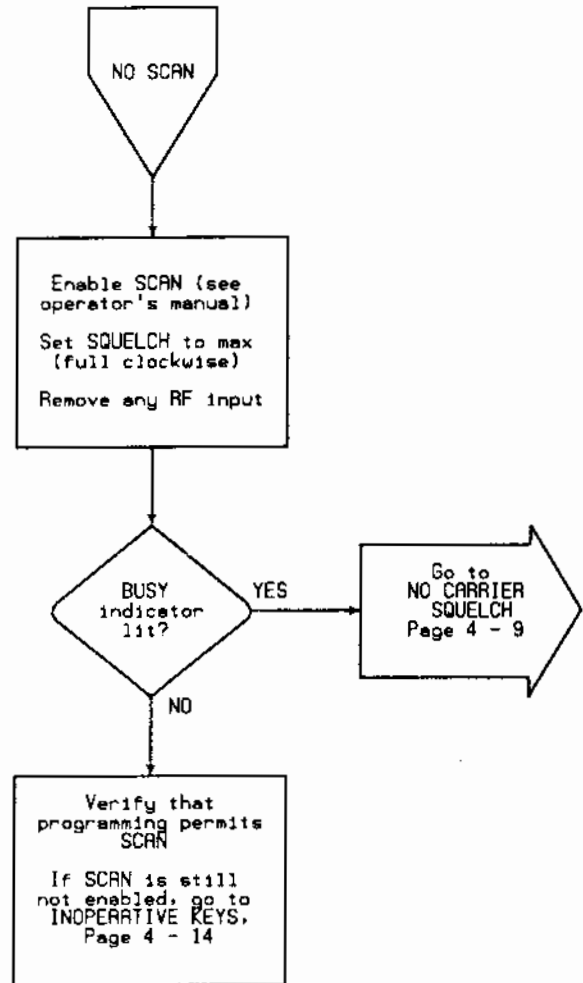 NO SCAN
Enable SCAN (see
operator's manual)
Set SQUELCH to max
(full clockwise)
Remove any RF input
BUSY
indicator
lit?
YES
Go to
NO CARRIER
SQUELCH
Page 4 - 9
NO
Verify that
programming permits
SCAN
If SCAN is still
not enabled, go to
INOPERATIVE KEYS,
Page 4 - 14